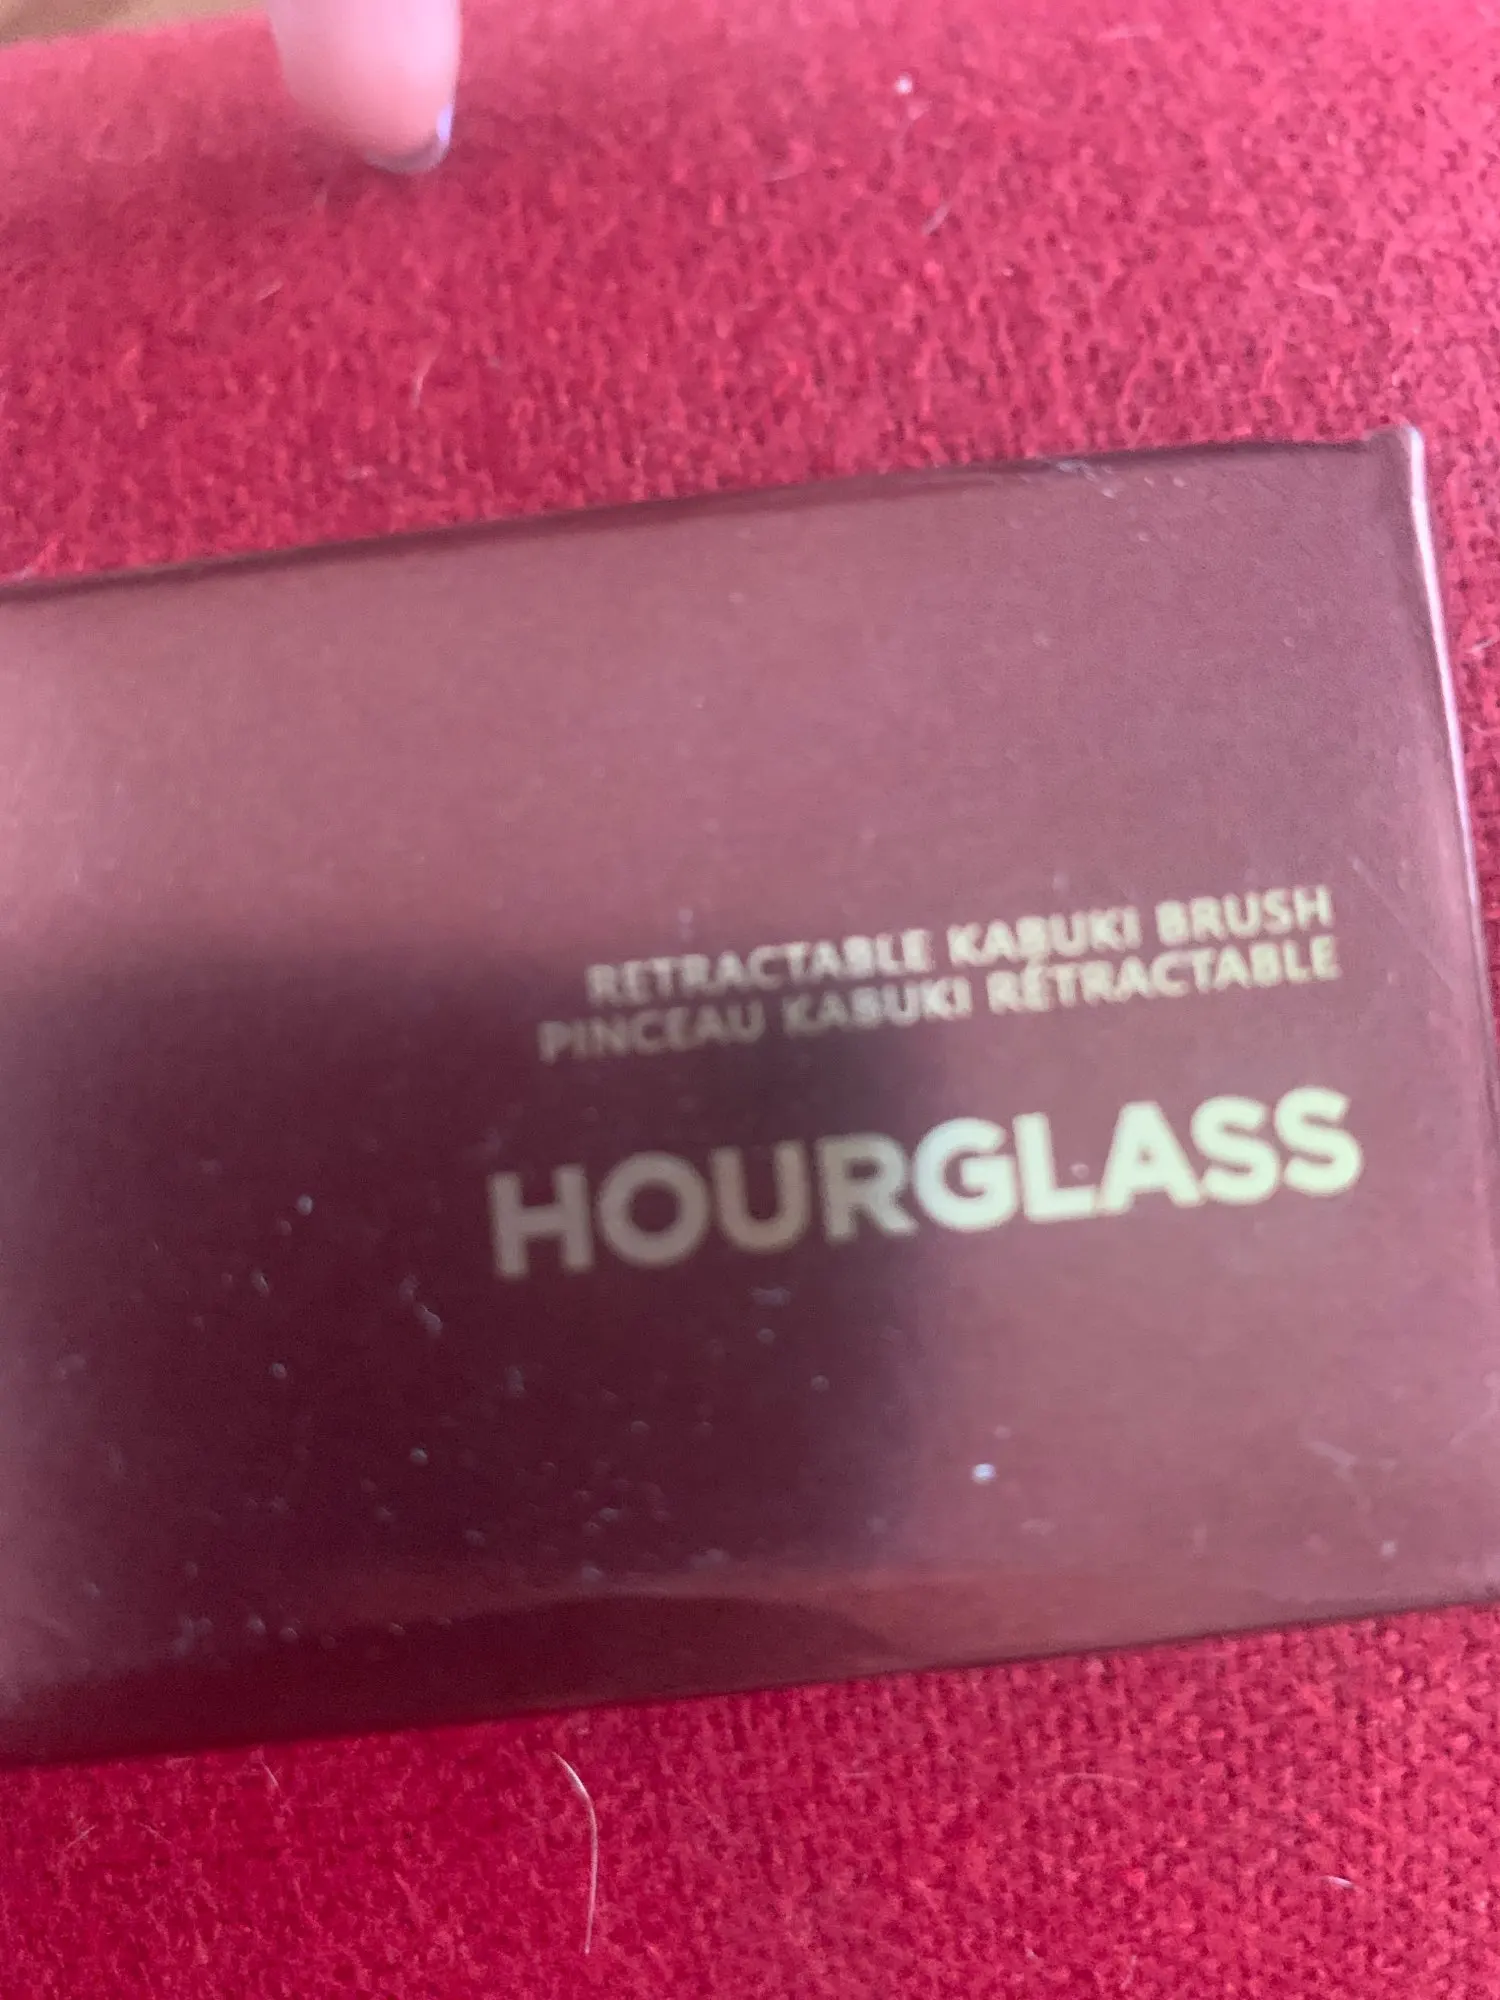 RETRACTABLE KABUKI BRUSH
PINCEAU KABUKI RÉTRACTABLE
HOURGLASS